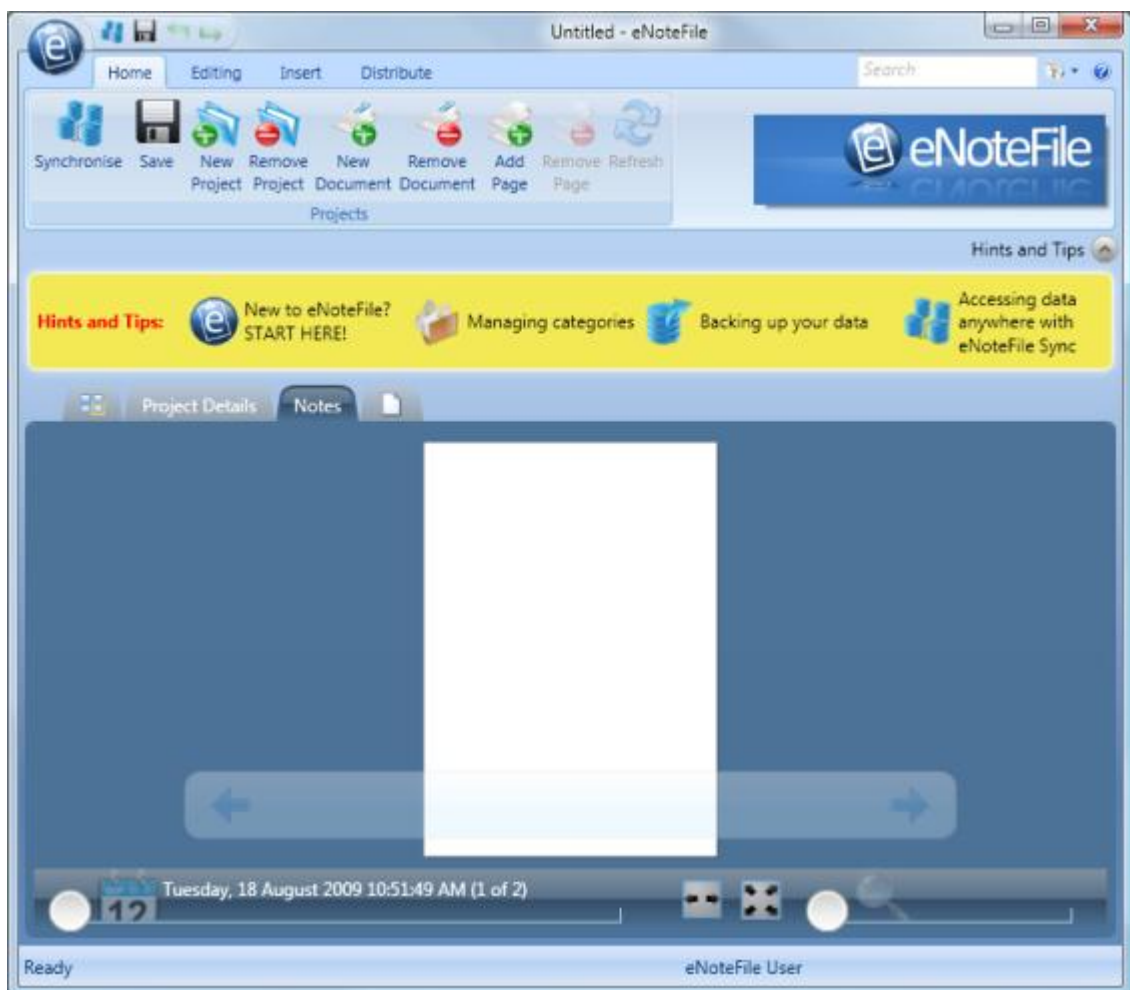 Untitled - eNoteFile
Home Editing Insert Distribute Search
Synchronise Save New Project Remove Project New Document Remove Document Add Page Remove Page Refresh
eNoteFile
Projects
Hints and Tips
Hints and Tips: New to eNoteFile? START HERE! Managing categories Backing up your data Accessing data anywhere with eNoteFile Sync
Project Details Notes
Tuesday, 18 August 2009 10:51:49 AM (1 of 2)
12
Ready eNoteFile User